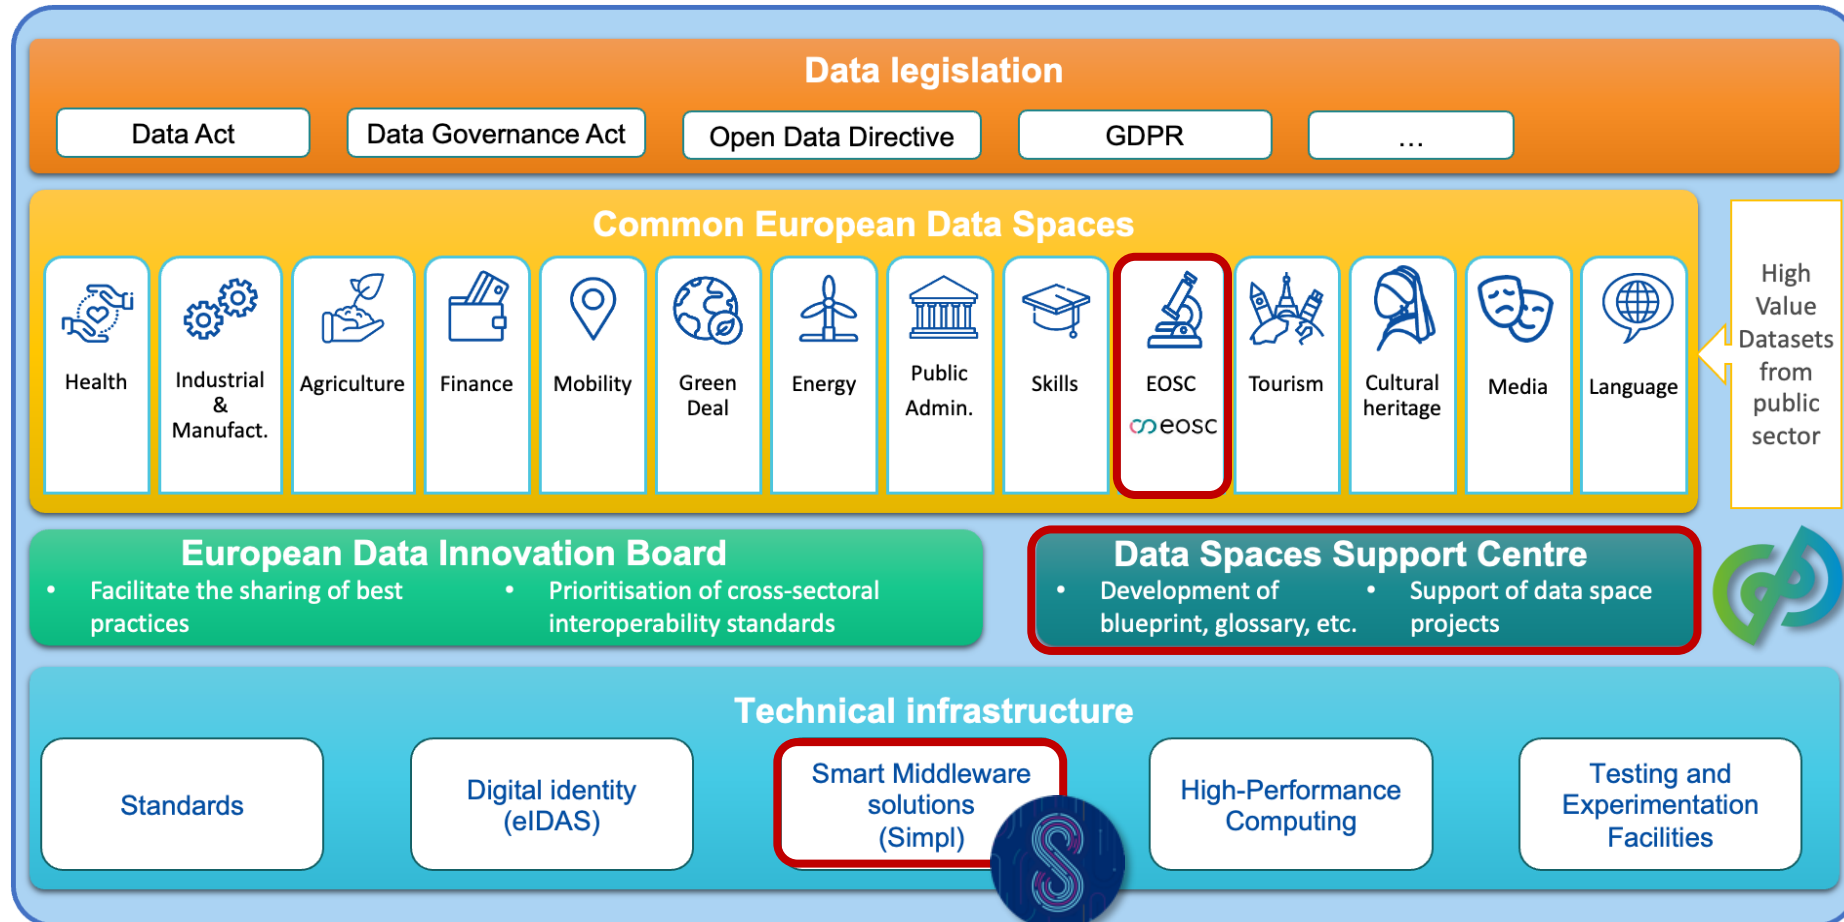 Data legislation
Data Act
Data Governance Act
Open Data Directive
GDPR
...
Common European Data Spaces
Health
Industrial
&
Manufact.
Agriculture
Finance
Mobility
Green
Deal
Energy
Public
Admin.
Skills
EOSC
eosc
Tourism
Cultural
heritage
Media
Language
High
Value
Datasets
from
public
sector
European Data Innovation Board
• Facilitate the sharing of best
practices
• Prioritisation of cross-sectoral
interoperability standards
Data Spaces Support Centre
• Development of
blueprint, glossary, etc.
• Support of data space
projects
Technical infrastructure
Standards
Digital identity
(eIDAS)
Smart Middleware
solutions
(Simpl)
High-Performance
Computing
Testing and
Experimentation
Facilities